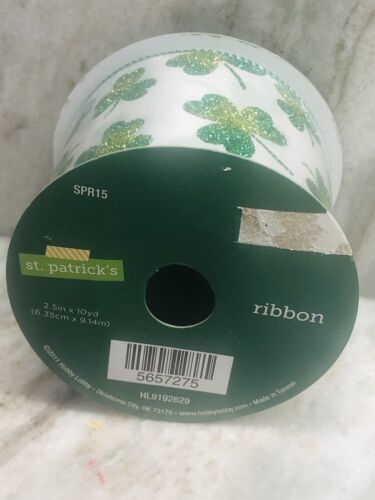 SPR15
st. patrick's
2.5in x 10yd
(6.35cm x 9.14m)
ribbon
5657275
HL9192629
©2011 Hobby Lobby • Oklahoma City, OK 73179 • www.hobbylobby.com • Made in Taiwan